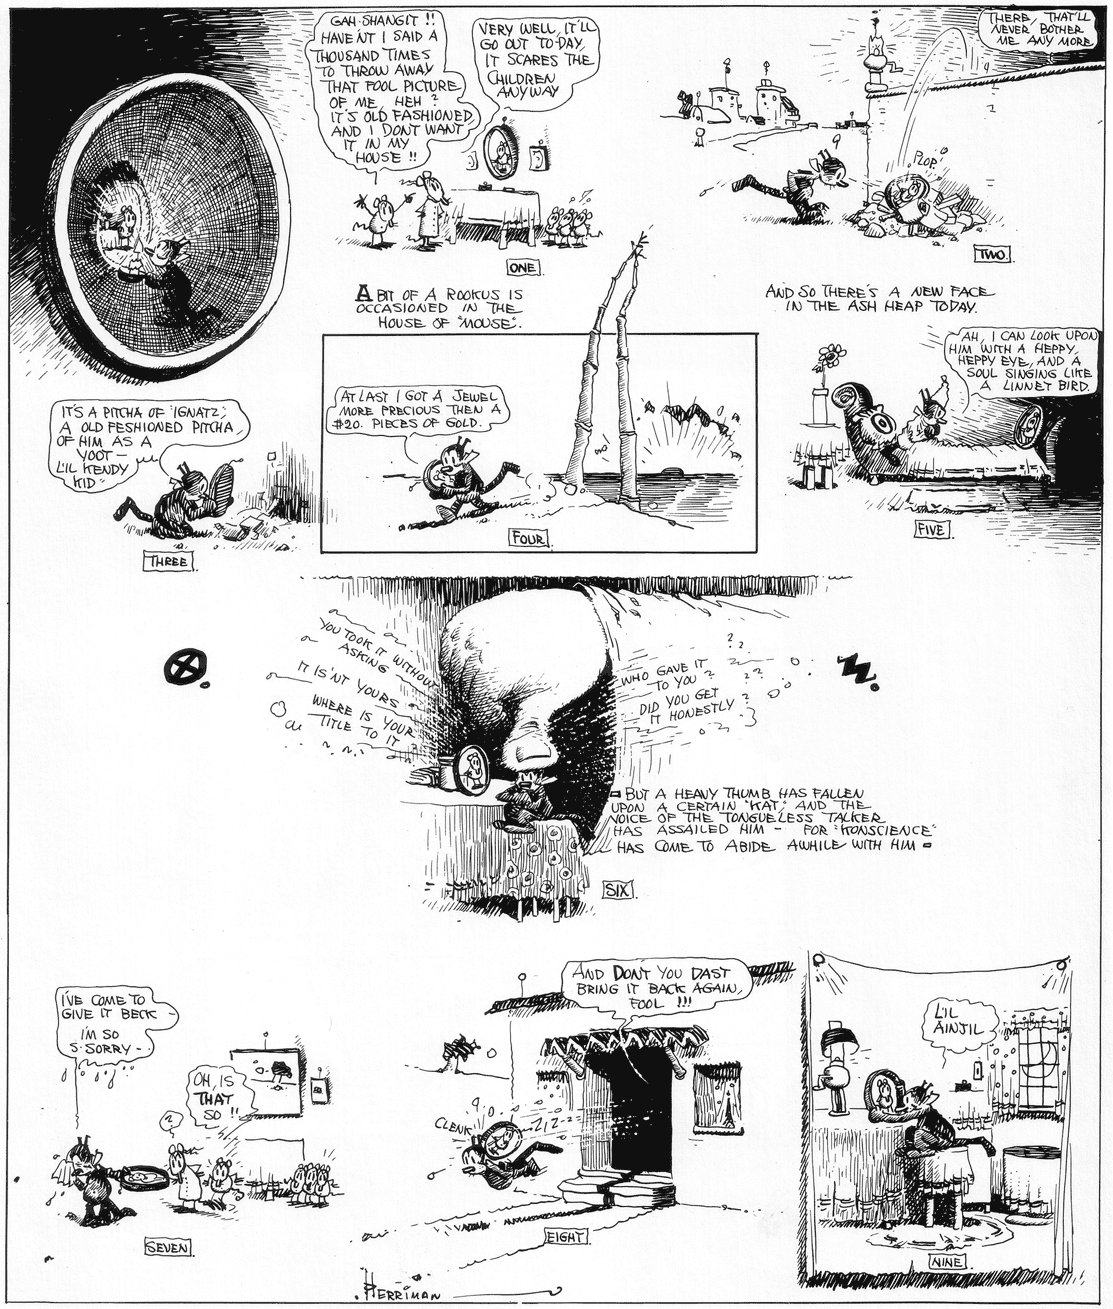 GAH-SHANGIT !!
HAVEN'T I SAID A
THOUSAND TIMES
TO THROW AWAY
THAT FOOL PICTURE
OF ME, HEH ?
IT'S OLD FASHIONED
AND I DON'T WANT
IT IN MY
HOUSE !!
VERY WELL, IT'LL
GO OUT TO-DAY,
IT SCARES THE
CHILDREN
ANYWAY
ONE.
A BIT OF A ROOKUS IS
OCCASIONED IN THE
HOUSE OF "MOUSE".
THERE, THAT'LL
NEVER BOTHER
ME ANY MORE
PLOP
TWO.
AND SO THERE'S A NEW FACE
IN THE ASH HEAP TODAY.
IT'S A PITCHA OF 'IGNATZ',
A OLD FESHIONED PITCHA,
OF HIM AS A
YOOT —
L'IL KENDY
KID -
THREE.
AT LAST I GOT A JEWEL
MORE PRECIOUS THEN A
$20. PIECES OF GOLD.
FOUR.
AH, I CAN LOOK UPON
HIM WITH A HEPPY,
HEPPY EYE, AND A
SOUL SINGING LIKE
A LINNET BIRD.
FIVE.
YOU TOOK IT WITHOUT
ASKING
IT IS'NT YOURS
WHERE IS YOUR
TITLE TO IT
WHO GAVE IT
TO YOU ?
DID YOU GET
IT HONESTLY ?
BUT A HEAVY THUMB HAS FALLEN
UPON A CERTAIN "KAT," AND THE
VOICE OF THE TONGUELESS TALKER
HAS ASSAILED HIM — FOR "KONSCIENCE"
HAS COME TO ABIDE AWHILE WITH HIM
SIX.
I'VE COME TO
GIVE IT BECK —
I'M SO
S-SORRY —
OH, IS
THAT
SO !!
?
SEVEN.
AND DON'T YOU DAST
BRING IT BACK AGAIN,
FOOL !!!
CLENK
ZIZ
EIGHT.
L'IL
AINJIL
NINE.
HERRIMAN